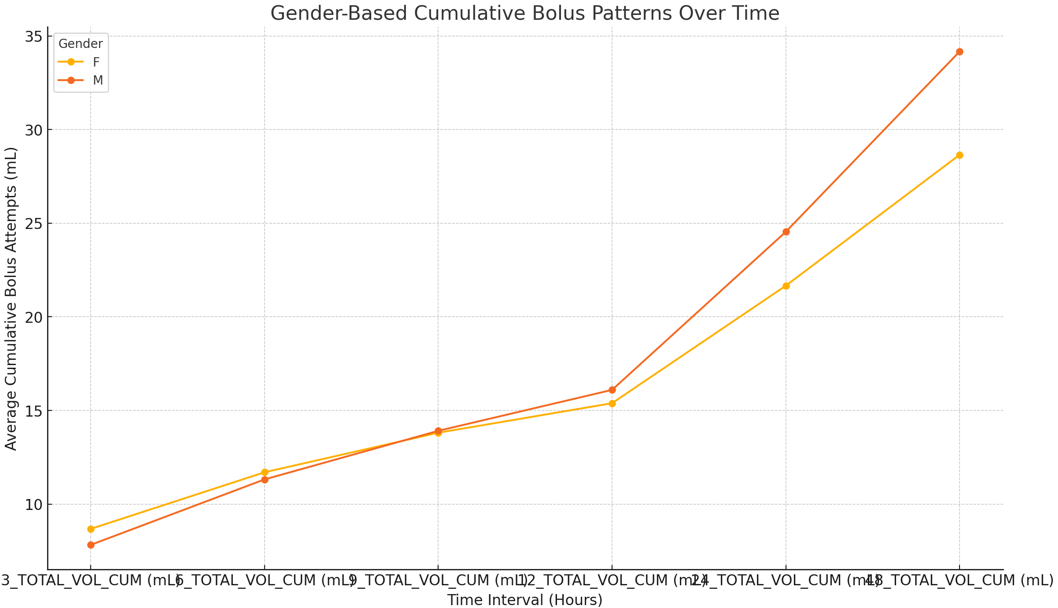 Gender-Based Cumulative Bolus Patterns Over Time
Gender
F
M
Average Cumulative Bolus Attempts (mL)
35
30
25
20
15
10
3_TOTAL_VOL_CUM (mL)
6_TOTAL_VOL_CUM (mL)
9_TOTAL_VOL_CUM (mL)
12_TOTAL_VOL_CUM (mL)
24_TOTAL_VOL_CUM (mL)
48_TOTAL_VOL_CUM (mL)
Time Interval (Hours)